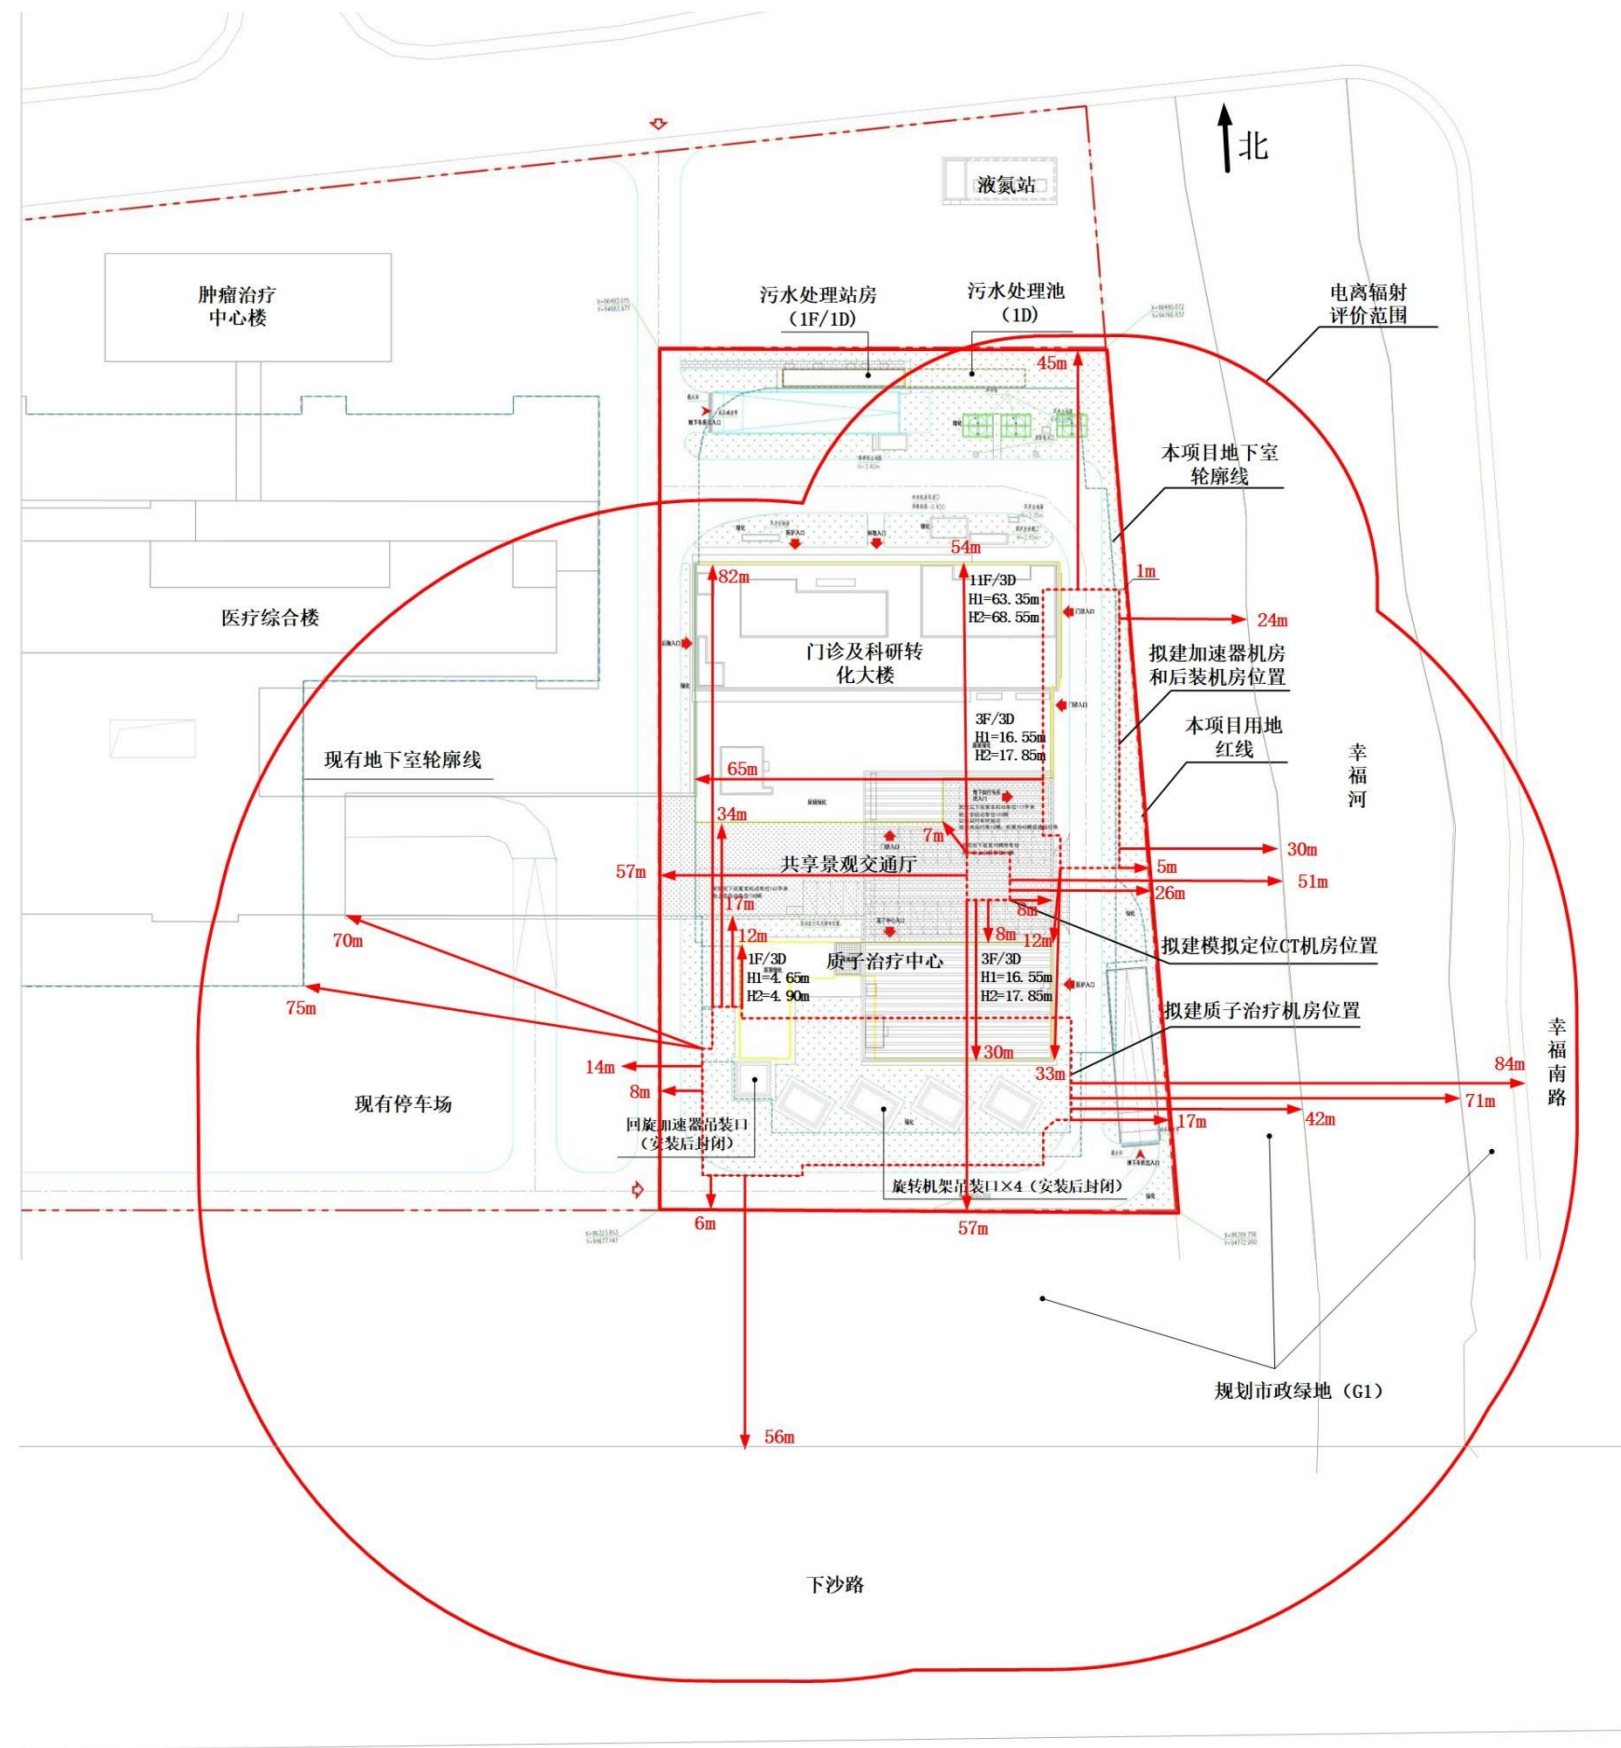 北
液氮站
肿瘤治疗
中心楼
污水处理站房
（1F/1D）
污水处理池
（1D）
电离辐射
评价范围
45m
本项目地下室
轮廓线
54m
1m
82m
11F/3D
H1=63.35m
H2=68.55m
24m
医疗综合楼
门诊及科研转
化大楼
拟建加速器机房
和后装机房位置
3F/3D
H1=16.55m
H2=17.85m
本项目用地
红线
幸
福
河
现有地下室轮廓线
65m
34m
7m
30m
57m
共享景观交通厅
5m
51m
26m
17m
8m
70m
12m
8m
12m
拟建模拟定位CT机房位置
1F/3D
H1=4.65m
H2=4.90m
质子治疗中心
3F/3D
H1=16.55m
H2=17.85m
75m
拟建质子治疗机房位置
幸
福
南
路
14m
30m
33m
84m
8m
71m
现有停车场
42m
17m
回旋加速器吊装口
（安装后封闭）
旋转机架吊装口×4（安装后封闭）
6m
57m
规划市政绿地（G1）
56m
下沙路